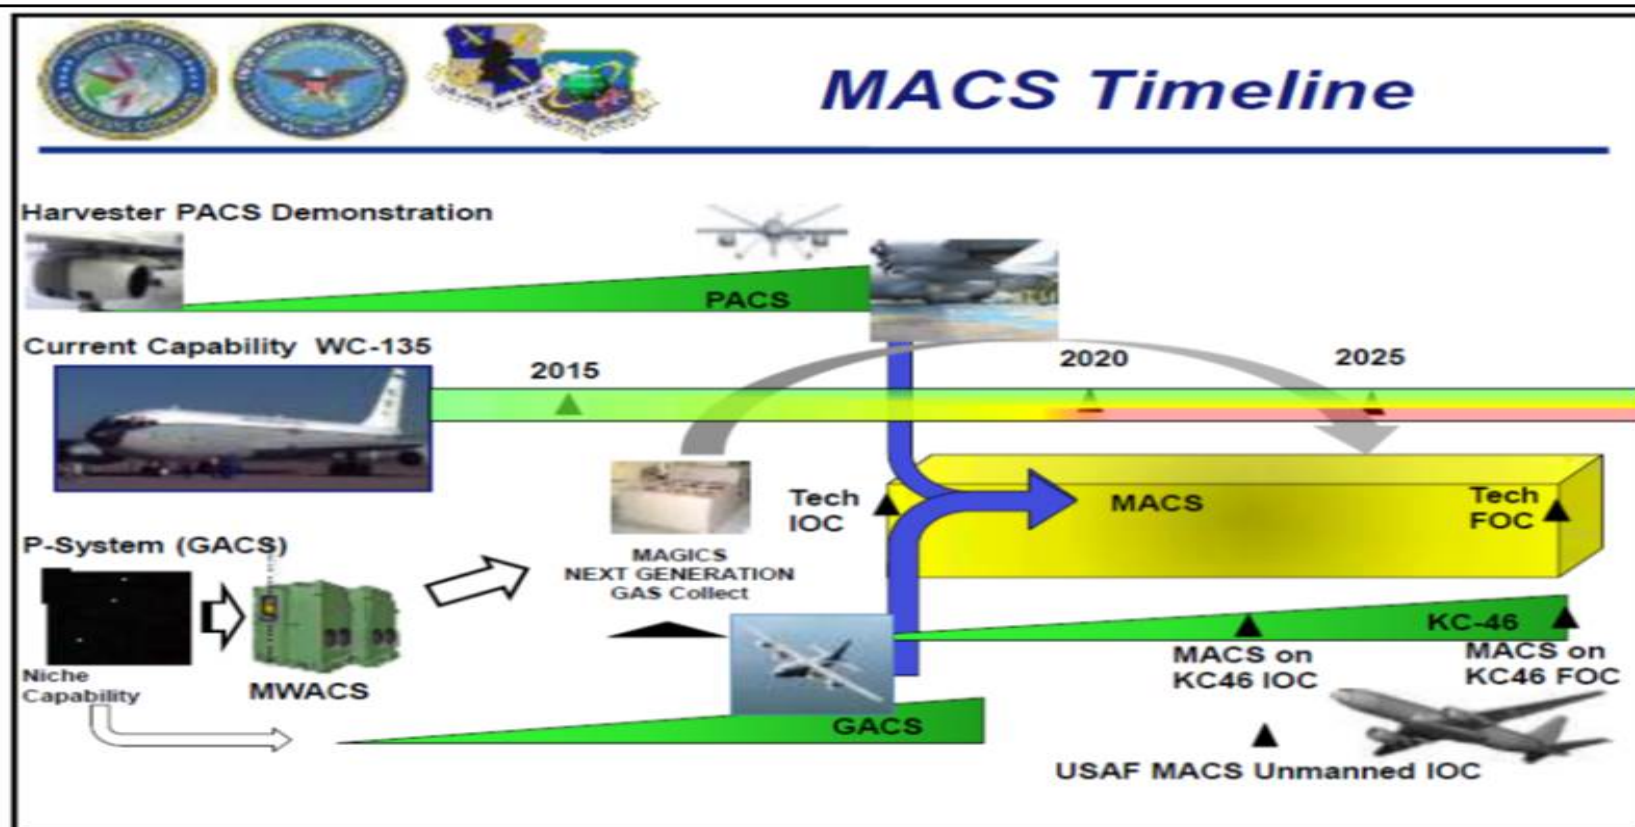 MACS Timeline
Harvester PACS Demonstration
PACS
Current Capability WC-135
2015
2020
2025
Tech
IOC
MACS
Tech
FOC
P-System (GACS)
MAGICS
NEXT GENERATION
GAS Collect
KC-46
MACS on
KC46 IOC
MACS on
KC46 FOC
Niche
Capability
MWACS
GACS
USAF MACS Unmanned IOC